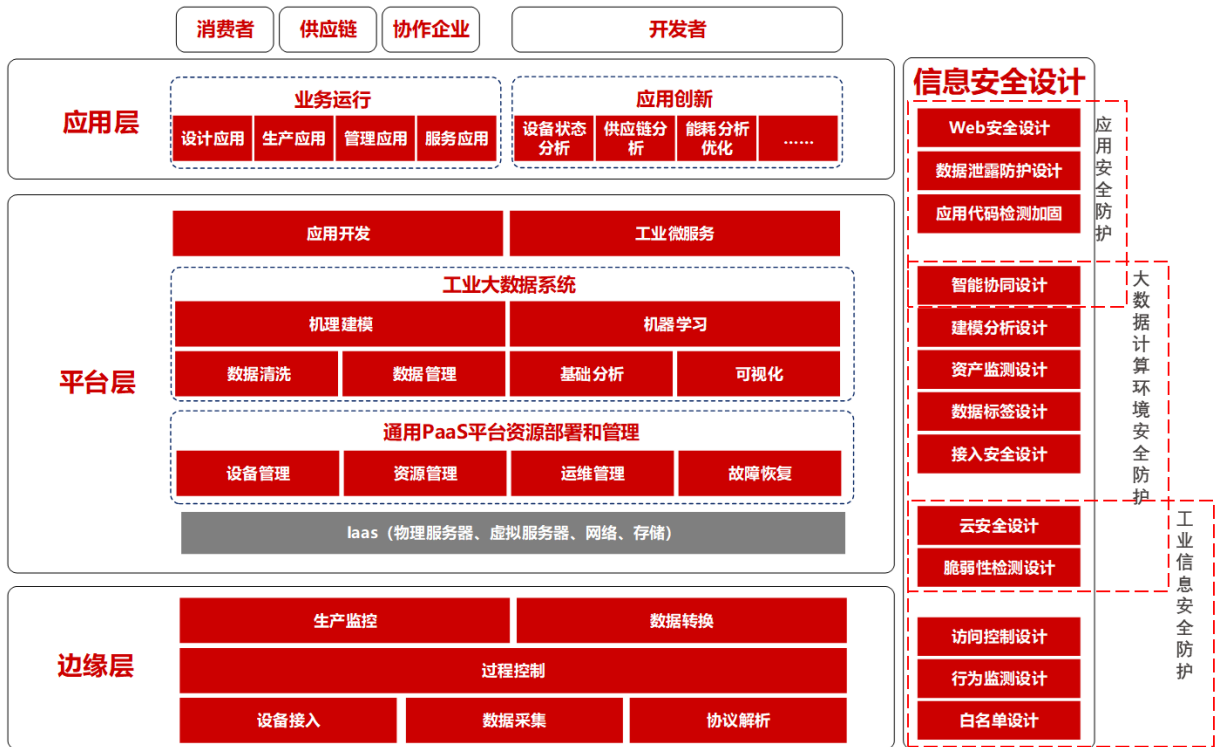 消费者
供应链
协作企业
开发者
应用层
业务运行
设计应用
生产应用
管理应用
服务应用
应用创新
设备状态
分析
供应链分
析
能耗分析
优化
......
平台层
应用开发
工业微服务
工业大数据系统
机理建模
机器学习
数据清洗
数据管理
基础分析
可视化
通用PaaS平台资源部署和管理
设备管理
资源管理
运维管理
故障恢复
Iaas（物理服务器、虚拟服务器、网络、存储）
边缘层
生产监控
数据转换
过程控制
设备接入
数据采集
协议解析
信息安全设计
Web安全设计
数据泄露防护设计
应用代码检测加固
智能协同设计
建模分析设计
资产监测设计
数据标签设计
接入安全设计
云安全设计
脆弱性检测设计
访问控制设计
行为监测设计
白名单设计
应用安全防护
大数据计算环境安全防护
工业信息安全防护